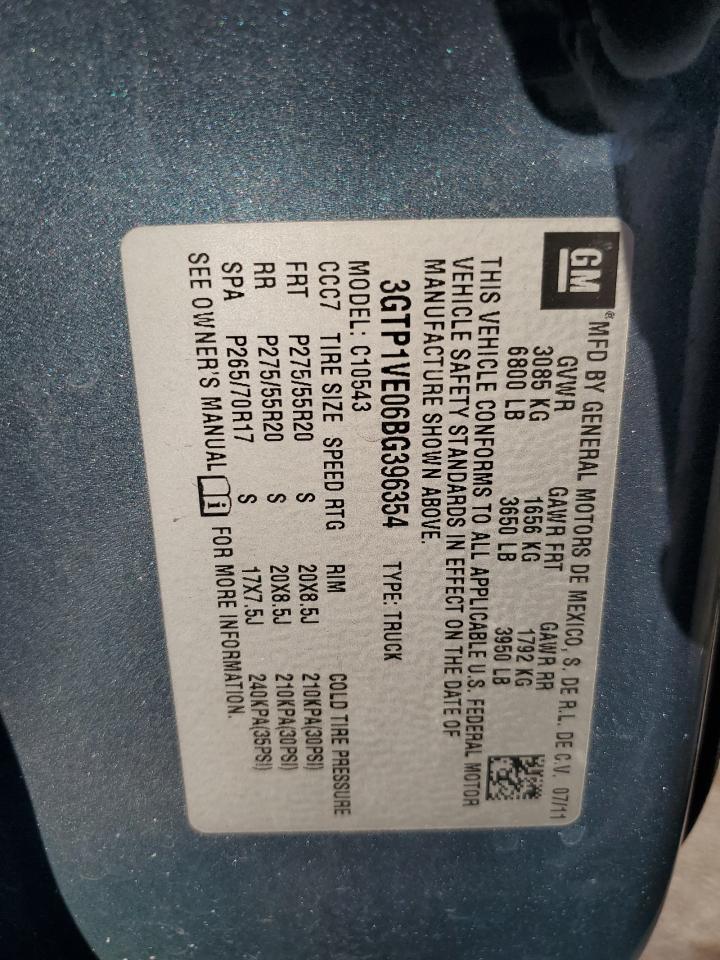 GM® MFD BY GENERAL MOTORS DE MEXICO, S. DE R.L. DE C.V. 07/11
GVWR GAWR FRT GAWR RR
3085 KG 1656 KG 1792 KG
6800 LB 3650 LB 3950 LB
THIS VEHICLE CONFORMS TO ALL APPLICABLE U.S. FEDERAL MOTOR
VEHICLE SAFETY STANDARDS IN EFFECT ON THE DATE OF
MANUFACTURE SHOWN ABOVE.
3GTP1VE06BG396354 TYPE: TRUCK
MODEL: C10543
CCC7 TIRE SIZE SPEED RTG RIM COLD TIRE PRESSURE
FRT P275/55R20 S 20X8.5J 210KPA(30PSI)
RR P275/55R20 S 20X8.5J 210KPA(30PSI)
SPA P265/70R17 S 17X7.5J 240KPA(35PSI)
SEE OWNER'S MANUAL i FOR MORE INFORMATION.